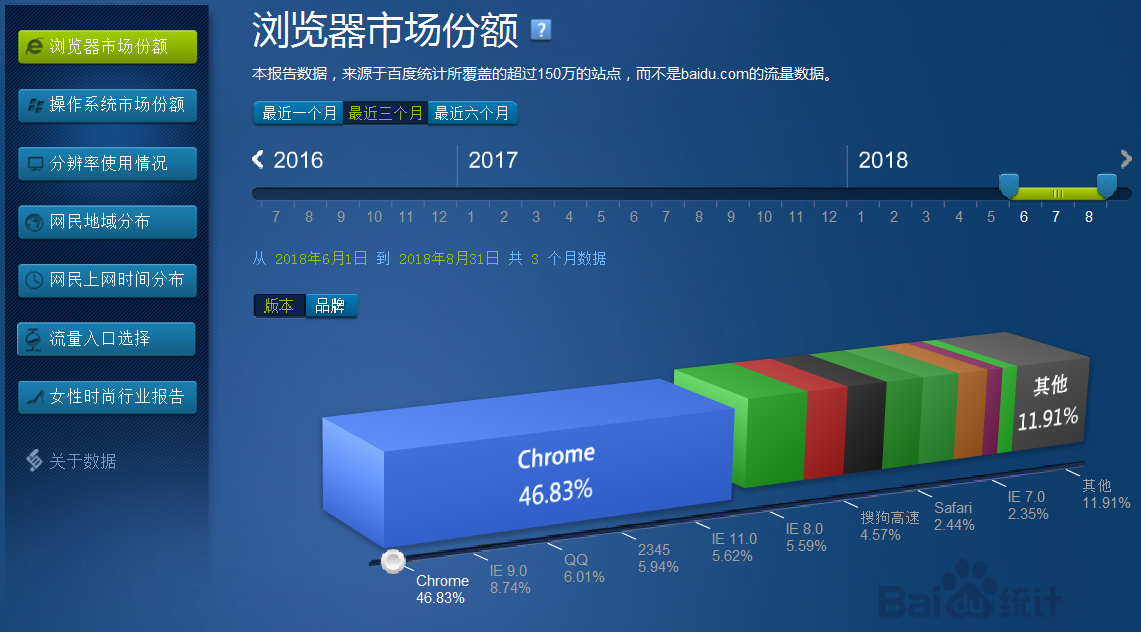 浏览器市场份额
操作系统市场份额
分辨率使用情况
网民地域分布
网民上网时间分布
流量入口选择
女性时尚行业报告
关于数据
浏览器市场份额 ?
本报告数据，来源于百度统计所覆盖的超过150万的站点，而不是baidu.com的流量数据。
最近一个月 最近三个月 最近六个月
2016 2017 2018
7 8 9 10 11 12 1 2 3 4 5 6 7 8 9 10 11 12 1 2 3 4 5 6 7 8
从 2018年6月1日 到 2018年8月31日 共 3 个月数据
版本 品牌
Chrome
46.83%
其他
11.91%
Chrome
46.83%
IE 9.0
8.74%
QQ
6.01%
2345
5.94%
IE 11.0
5.62%
IE 8.0
5.59%
搜狗高速
4.57%
Safari
2.44%
IE 7.0
2.35%
其他
11.91%
Bai du 统计